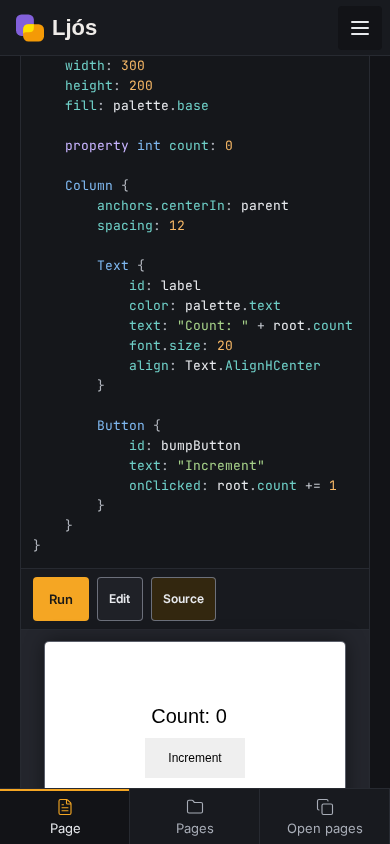 Ljós
width: 300
height: 200
fill: palette.base
property int count: 0
Column {
anchors.centerIn: parent
spacing: 12
Text {
id: label
color: palette.text
text: "Count: " + root.count
font.size: 20
align: Text.AlignHCenter
}
Button {
id: bumpButton
text: "Increment"
onClicked: root.count += 1
}
}
}
Run Edit Source
Count: 0
Increment
Page Pages Open pages